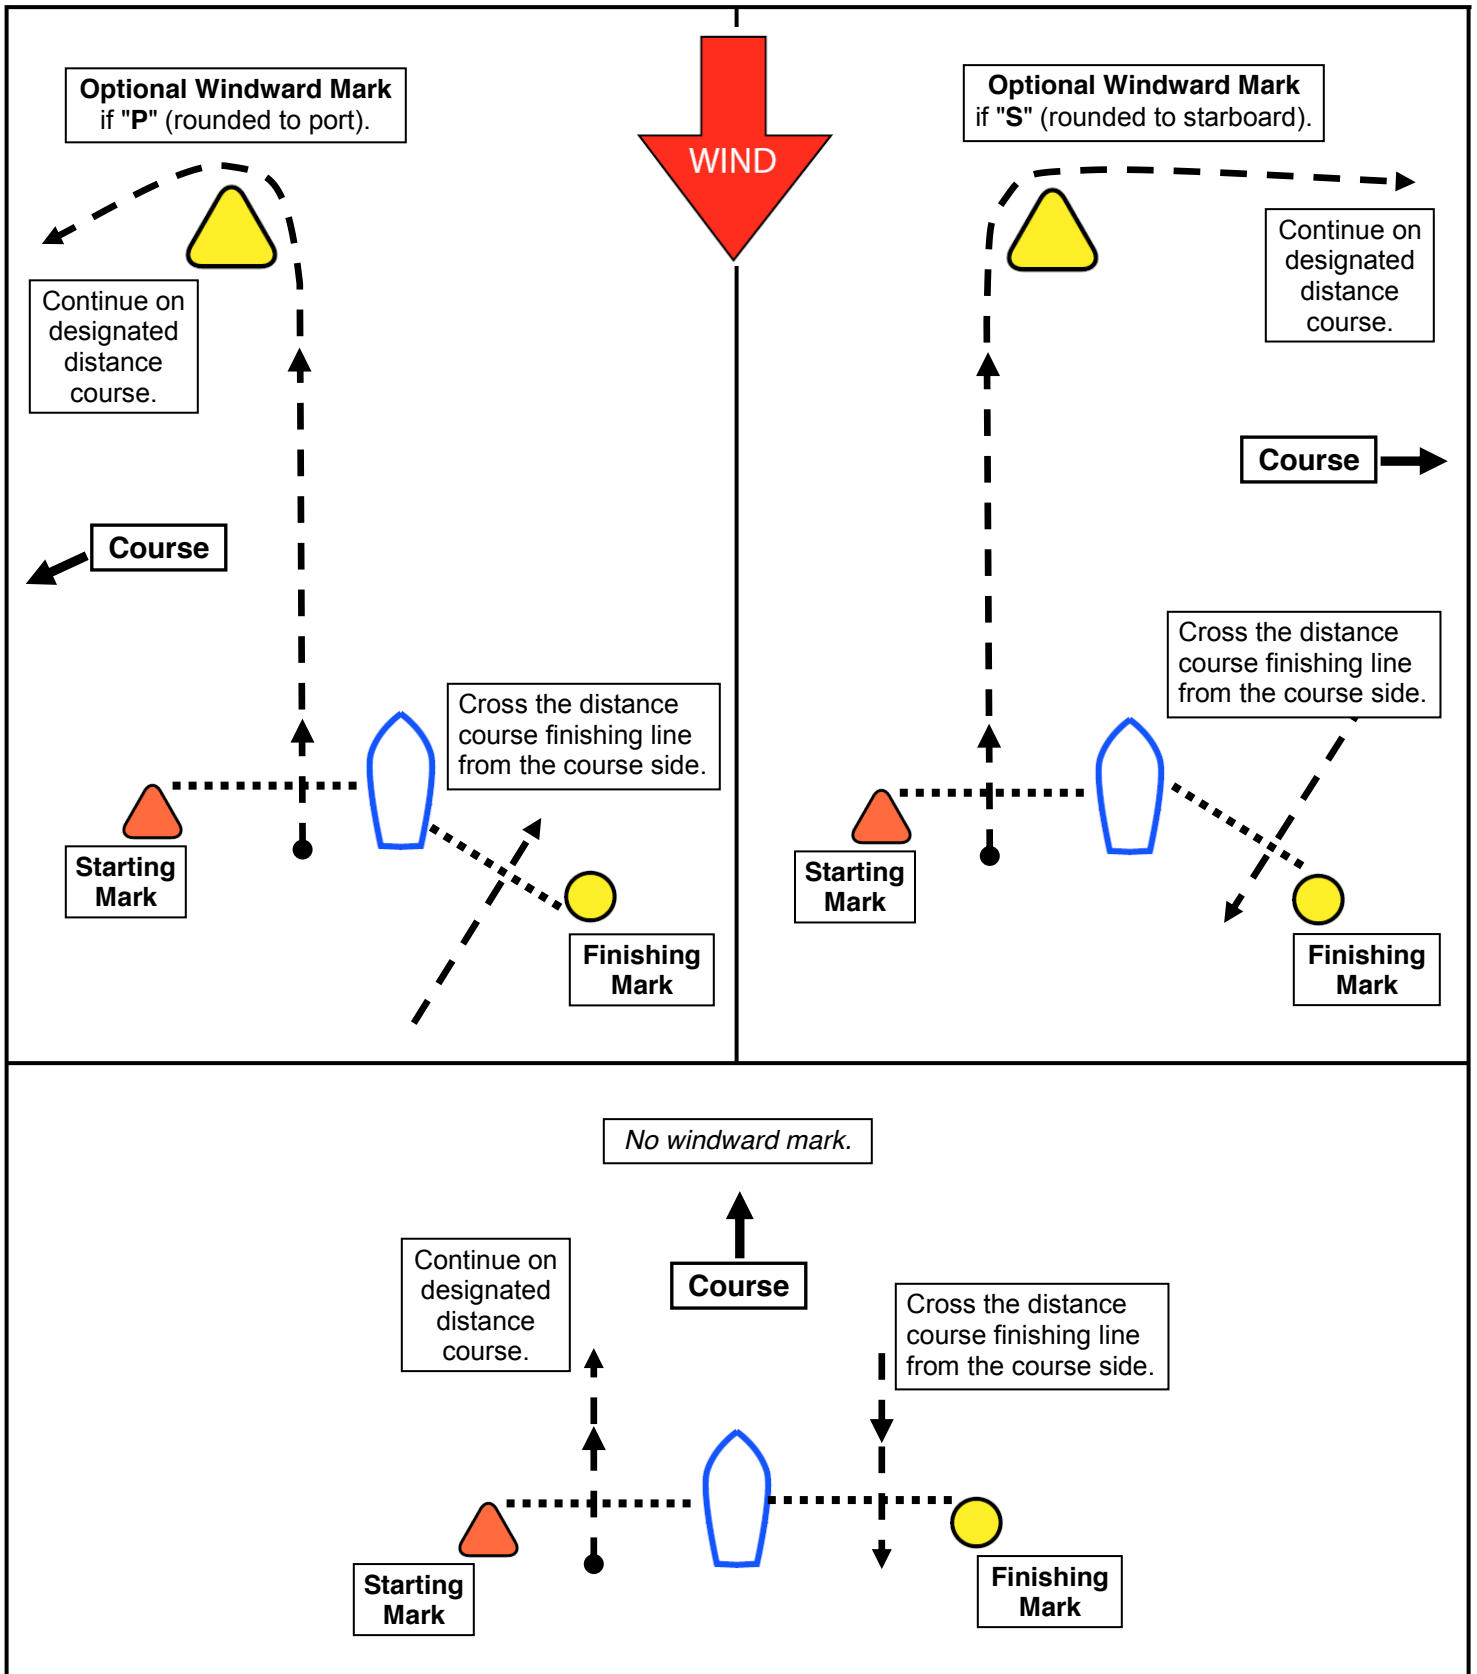 Optional Windward Mark
if "P" (rounded to port).
WIND
Optional Windward Mark
if "S" (rounded to starboard).
Continue on
designated
distance
course.
Continue on
designated
distance
course.
Course
Course
Cross the distance
course finishing line
from the course side.
Cross the distance
course finishing line
from the course side.
Starting
Mark
Finishing
Mark
Starting
Mark
Finishing
Mark
No windward mark.
Course
Continue on
designated
distance
course.
Cross the distance
course finishing line
from the course side.
Starting
Mark
Finishing
Mark